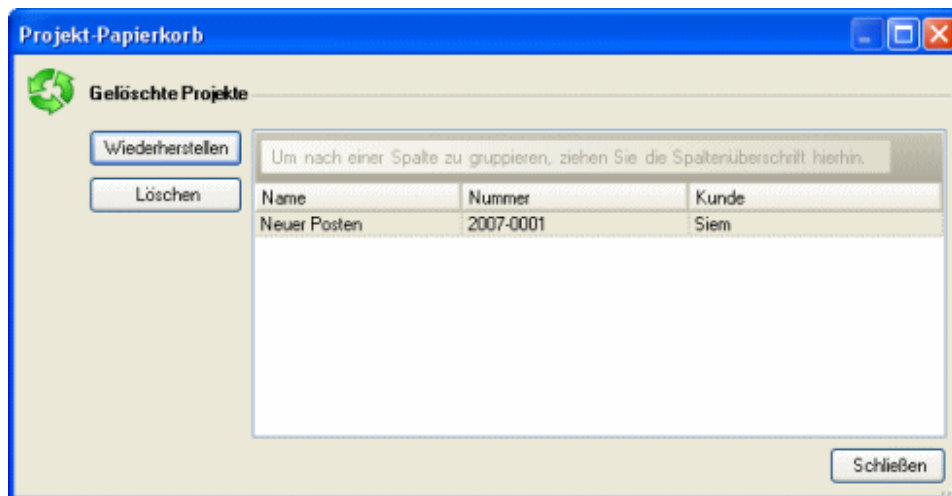 Projekt-Papierkorb
Gelöschte Projekte
Wiederherstellen
Löschen
Um nach einer Spalte zu gruppieren, ziehen Sie die Spaltenüberschrift hierhin.
Name Nummer Kunde
Neuer Posten 2007-0001 Siem
Schließen